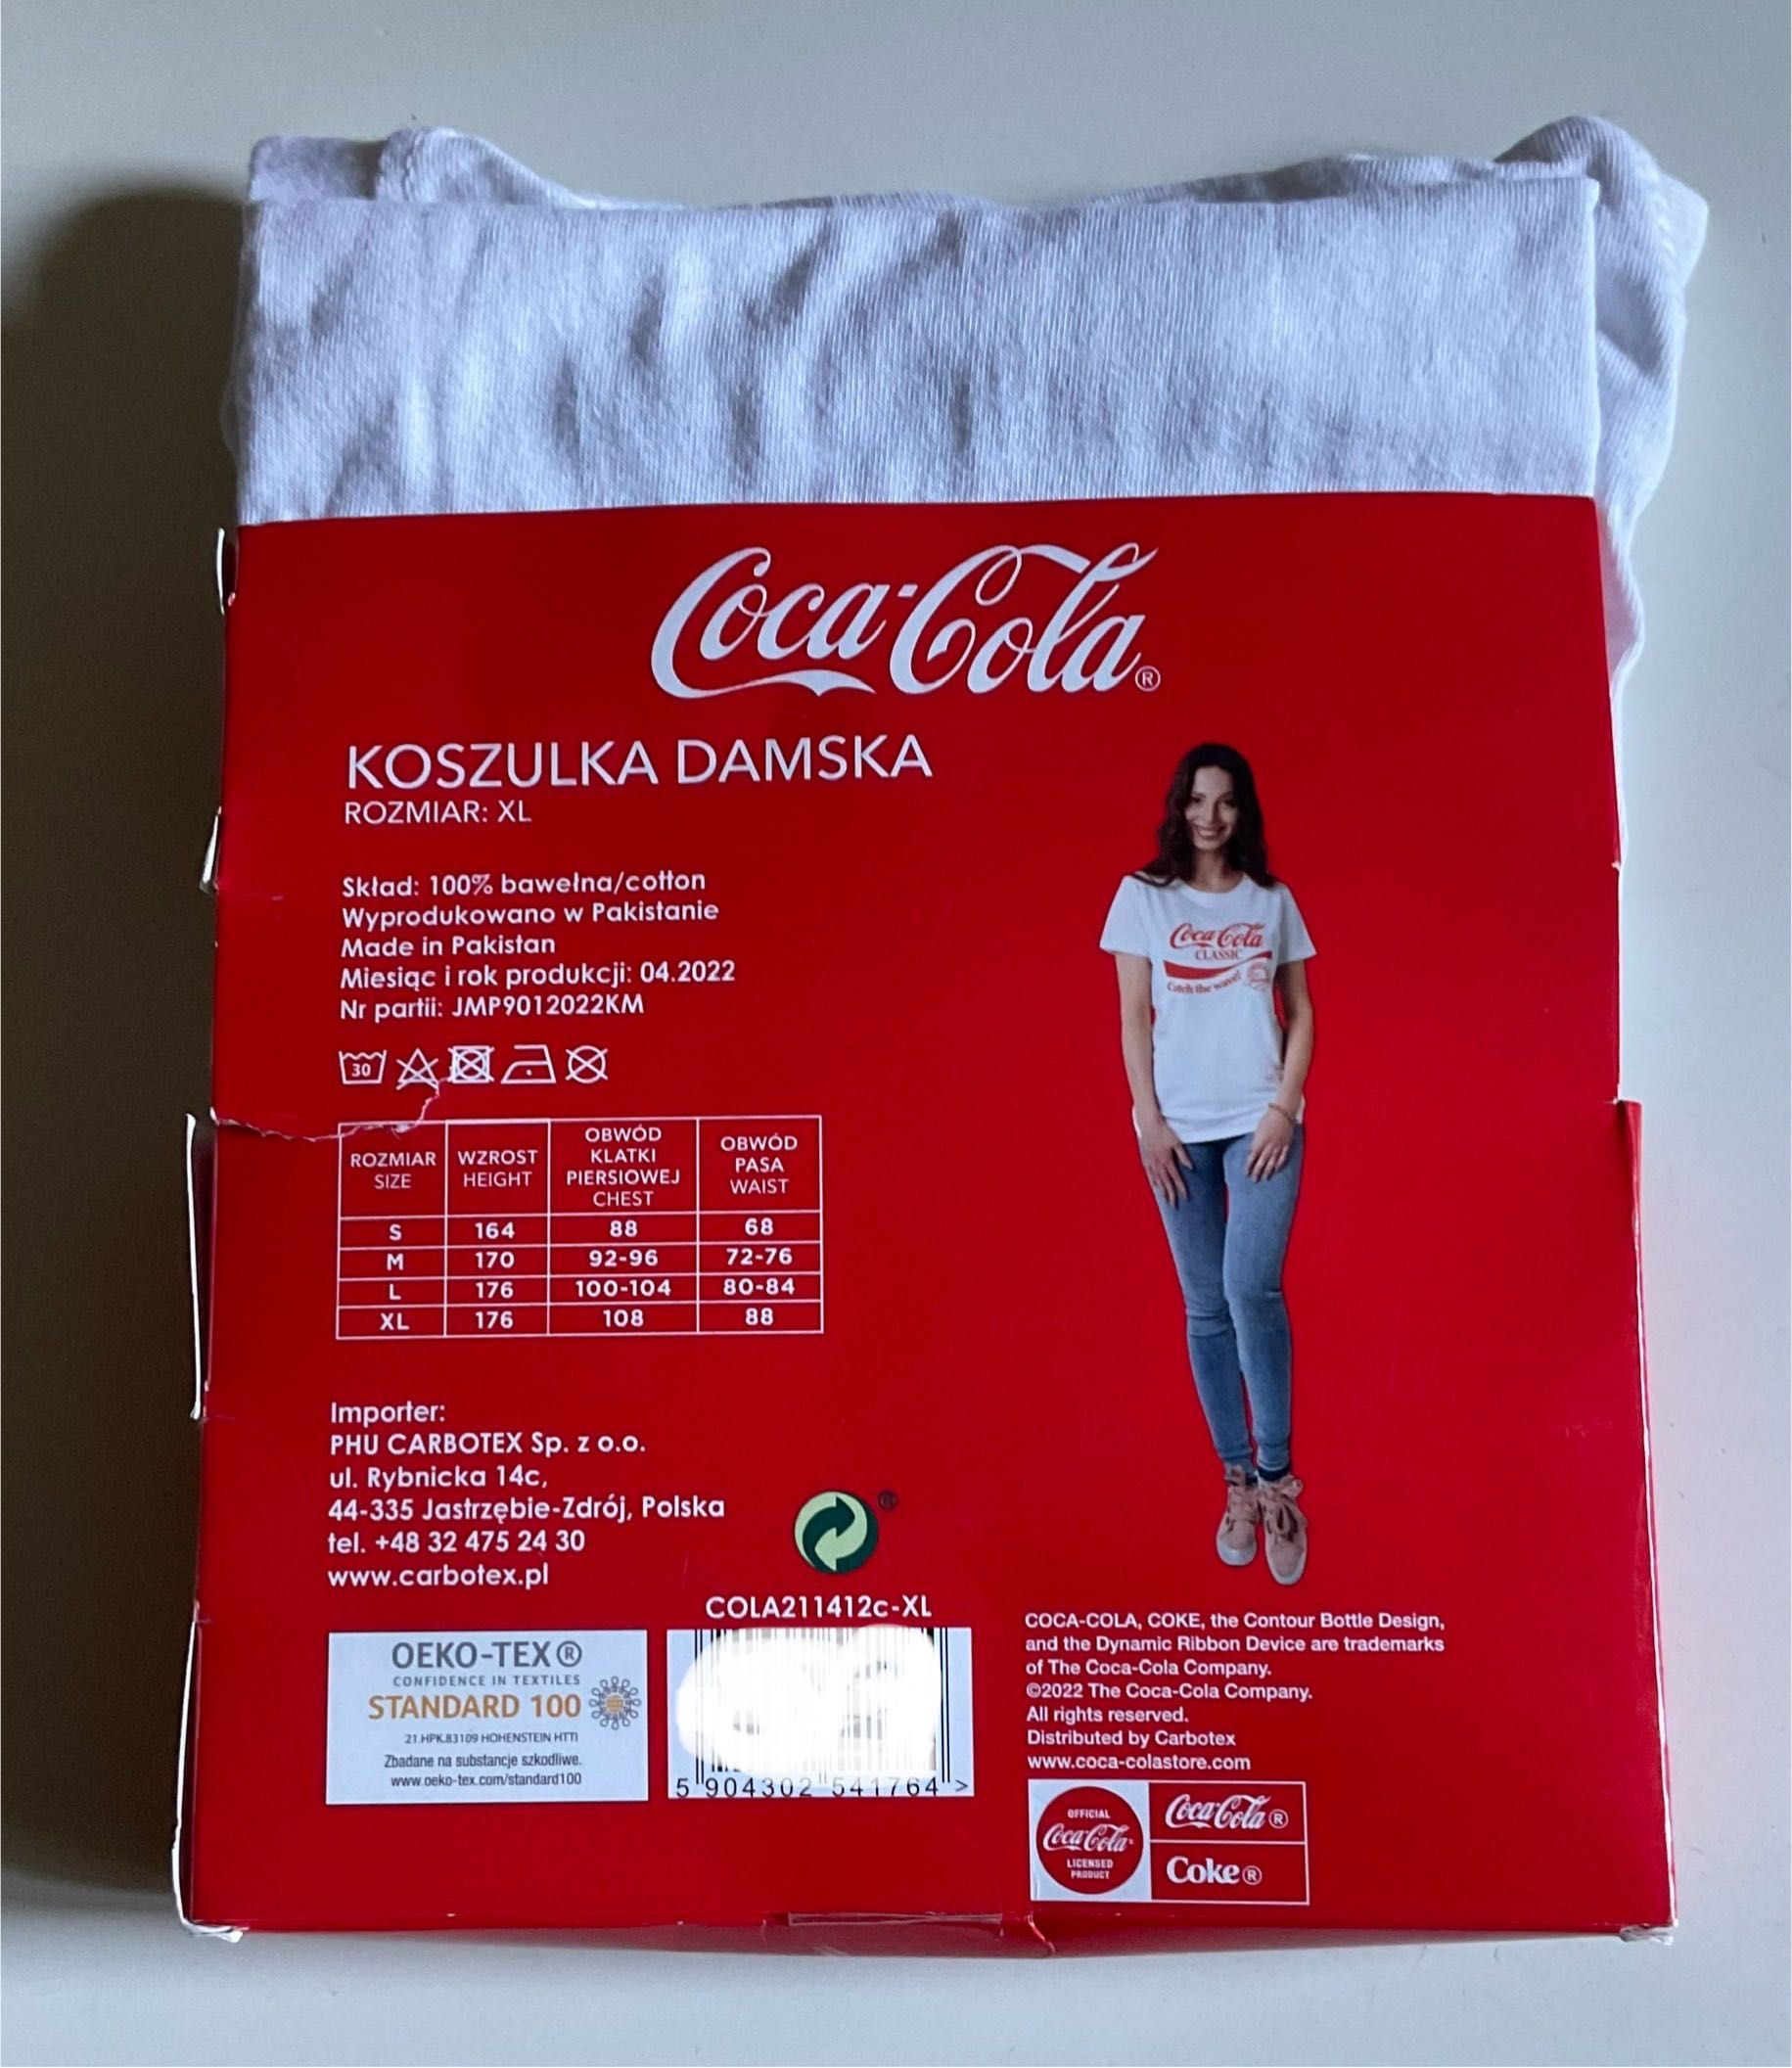 Coca-Cola®
KOSZULKA DAMSKA
ROZMIAR: XL
Skład: 100% bawełna/cotton
Wyprodukowano w Pakistanie
Made in Pakistan
Miesiąc i rok produkcji: 04.2022
Nr partii: JMP9012022KM
30
ROZMIAR SIZE WZROST HEIGHT OBWÓD KLATKI PIERSIOWEJ CHEST OBWÓD PASA WAIST
S 164 88 68
M 170 92-96 72-76
L 176 100-104 80-84
XL 176 108 88
Coca-Cola
CLASSIC
Catch the wave!
Importer:
PHU CARBOTEX Sp. z o.o.
ul. Rybnicka 14c,
44-335 Jastrzębie-Zdrój, Polska
tel. +48 32 475 24 30
www.carbotex.pl
®
COLA211412c-XL
OEKO-TEX®
CONFIDENCE IN TEXTILES
STANDARD 100
21.HPK.83109 HOHENSTEIN HTTI
Zbadane na substancje szkodliwe.
www.oeko-tex.com/standard100
5 904302 541764 >
COCA-COLA, COKE, the Contour Bottle Design,
and the Dynamic Ribbon Device are trademarks
of The Coca-Cola Company.
©2022 The Coca-Cola Company.
All rights reserved.
Distributed by Carbotex
www.coca-colastore.com
OFFICIAL
Coca-Cola
LICENSED
PRODUCT
Coca-Cola®
Coke®